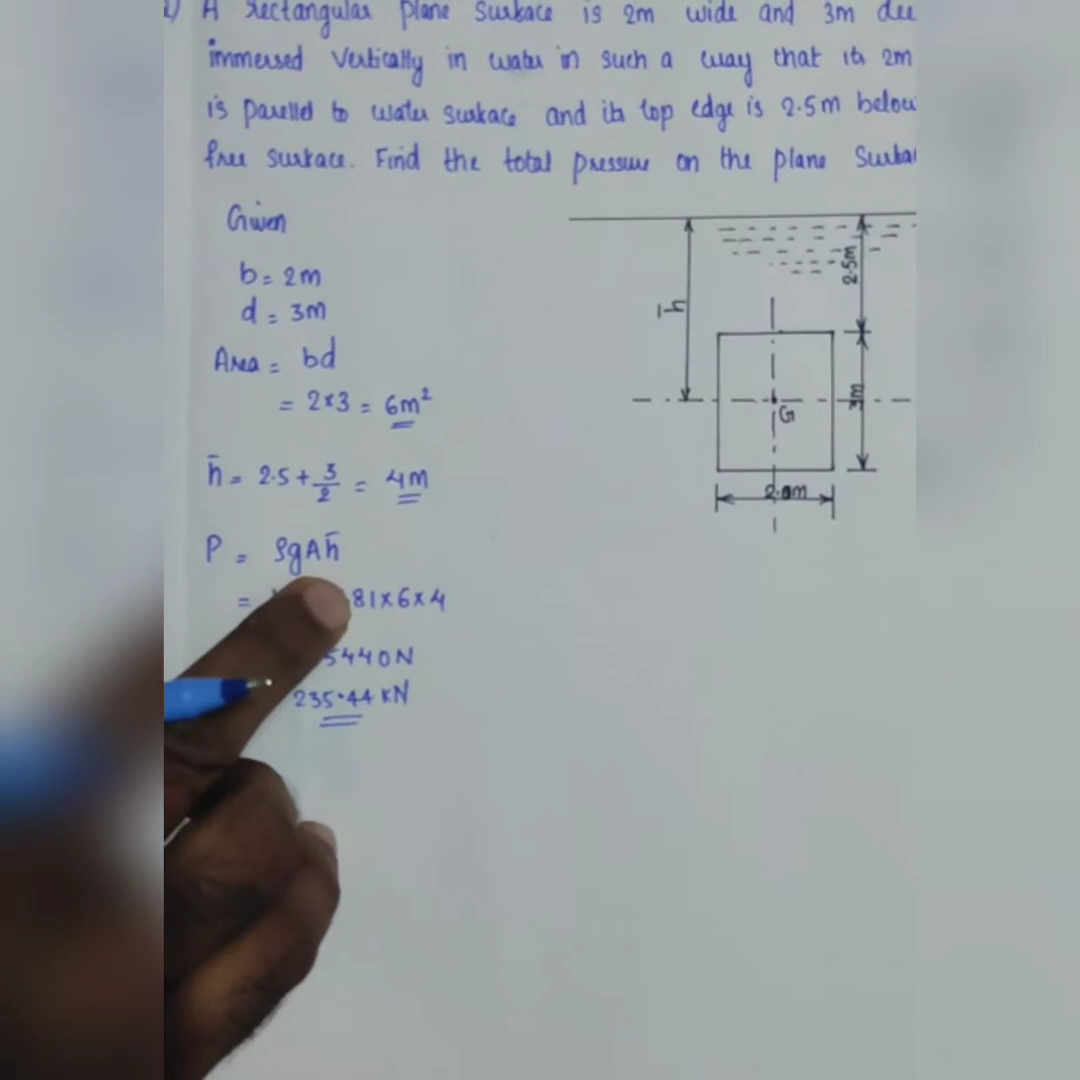 A rectangular plane surface is 2m wide and 3m
immersed vertically in water in such a way that its 2m
is parellel to water surface and its top edge is 2.5m below
free surface. Find the total pressure on the plane
Given
b = 2m
d = 3m
Area = bd
= 2×3 = 6m²
h̄ = 2.5 + 3/2 = 4m
P = ρgAh̄
= 81×6×4
5440N
235.44 KN
h̄
2.5m
3m
G
2.0m